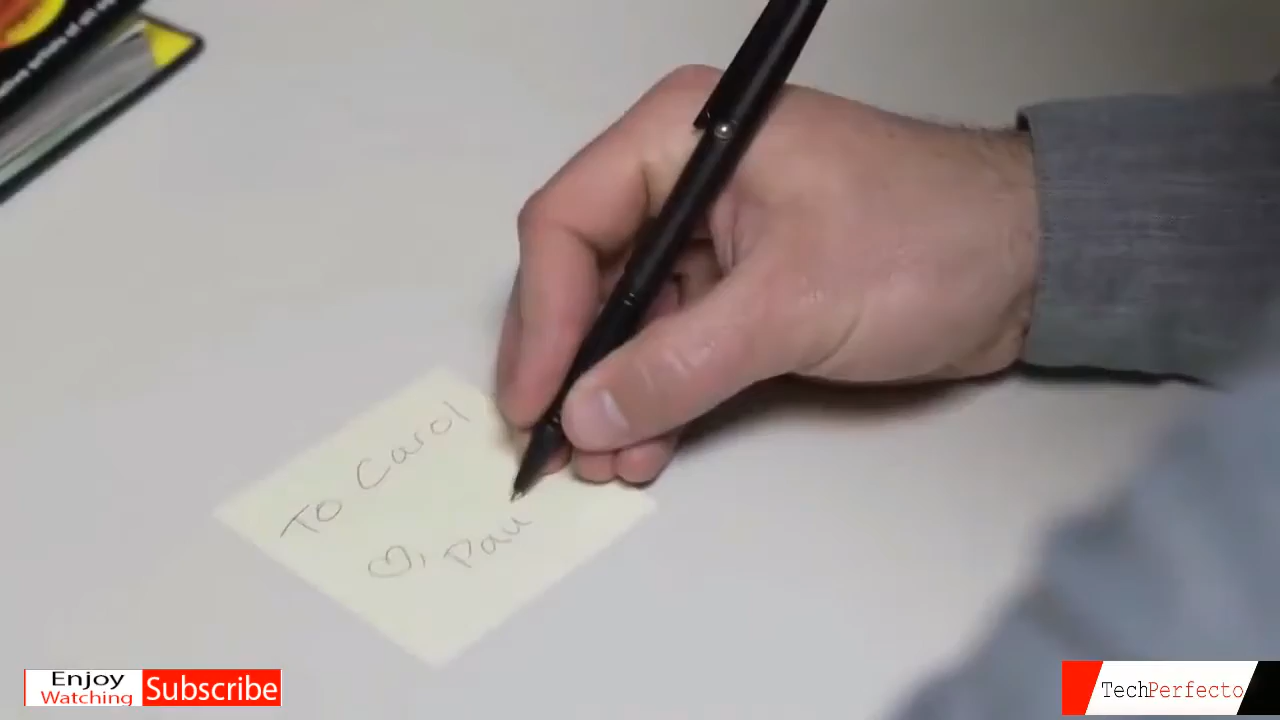 To Carol
♡, Pau
Enjoy
Watching
Subscribe
TechPerfecto